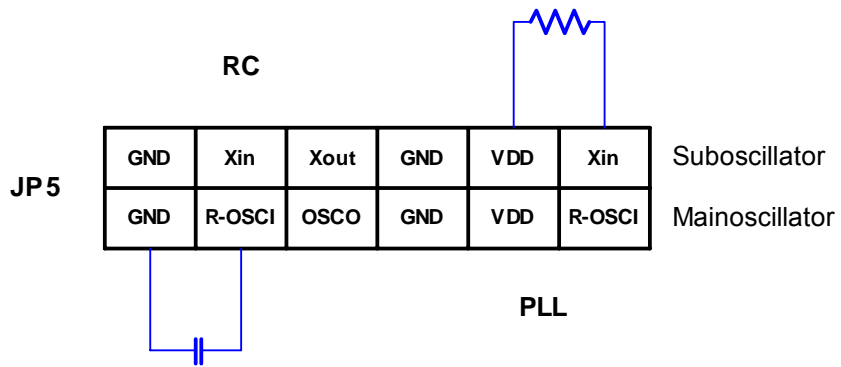 RC
GND Xin Xout GND VDD Xin Suboscillator
JP5
GND R-OSCI OSCO GND VDD R-OSCI Mainoscillator
PLL